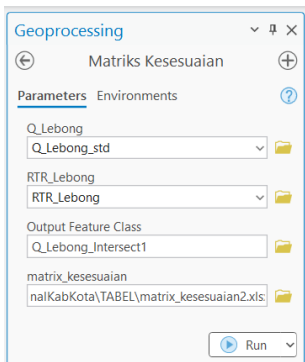 Geoprocessing
Matriks Kesesuaian
Parameters Environments
Q_Lebong
Q_Lebong_std
RTR_Lebong
RTR_Lebong
Output Feature Class
Q_Lebong_Intersect1
matrix_kesesuaian
nalKabKota\TABEL\matrix_kesesuaian2.xls
Run